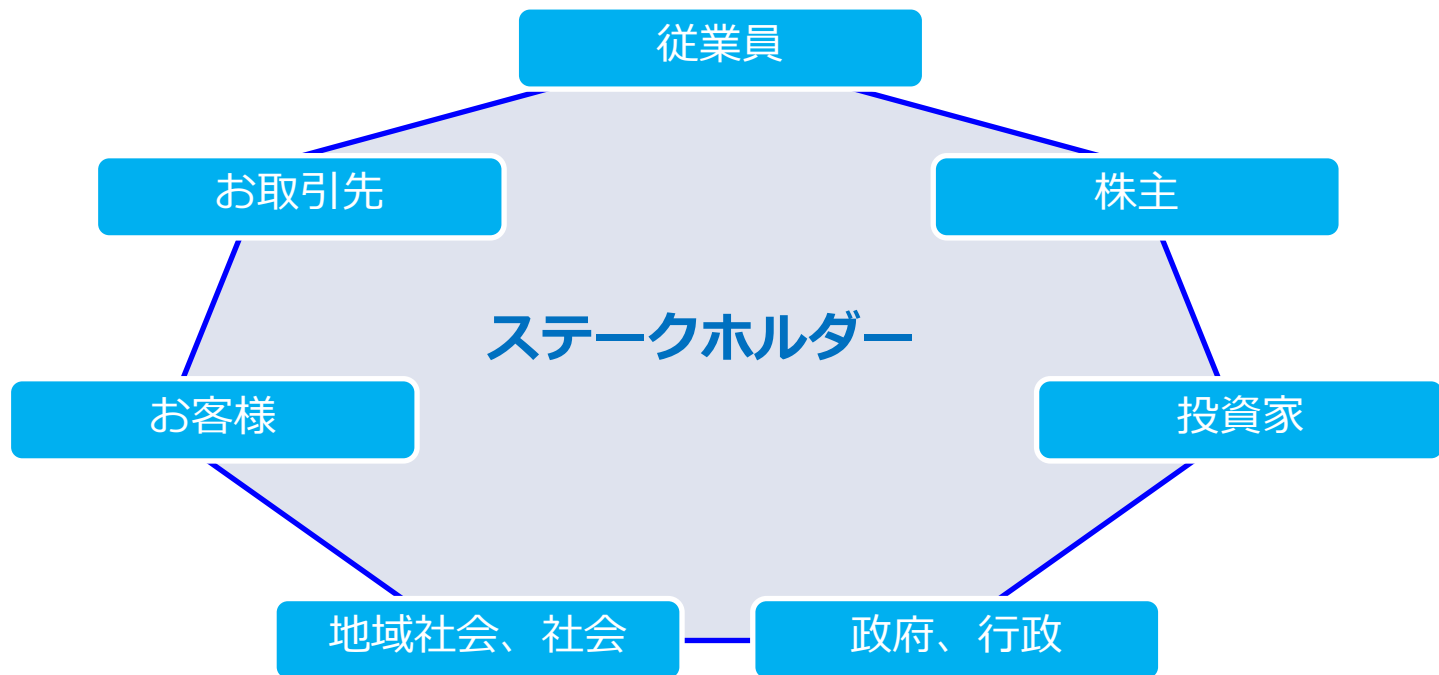 従業員
お取引先
株主
ステークホルダー
お客様
投資家
地域社会、社会
政府、行政